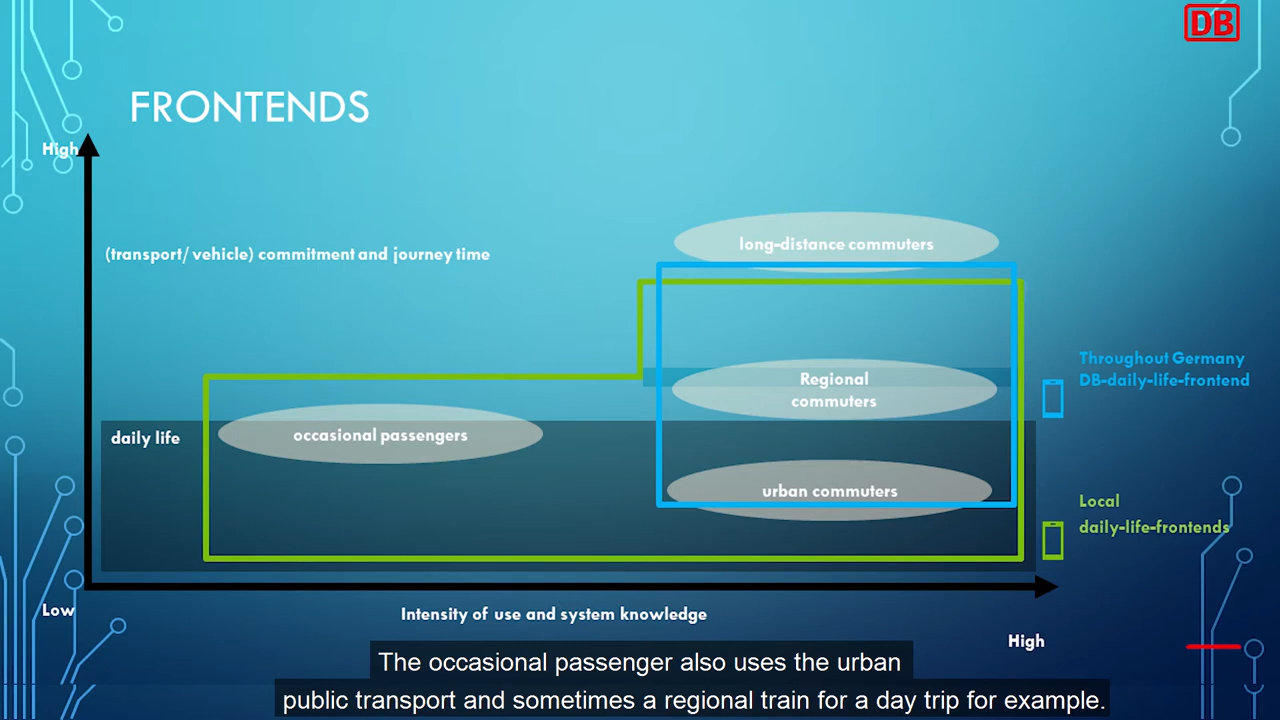 DB
FRONTENDS
High
(transport/ vehicle) commitment and journey time
long-distance commuters
Throughout Germany
DB-daily-life-frontend
Regional
commuters
daily life
occasional passengers
urban commuters
Local
daily-life-frontends
Low
Intensity of use and system knowledge
High
The occasional passenger also uses the urban
public transport and sometimes a regional train for a day trip for example.